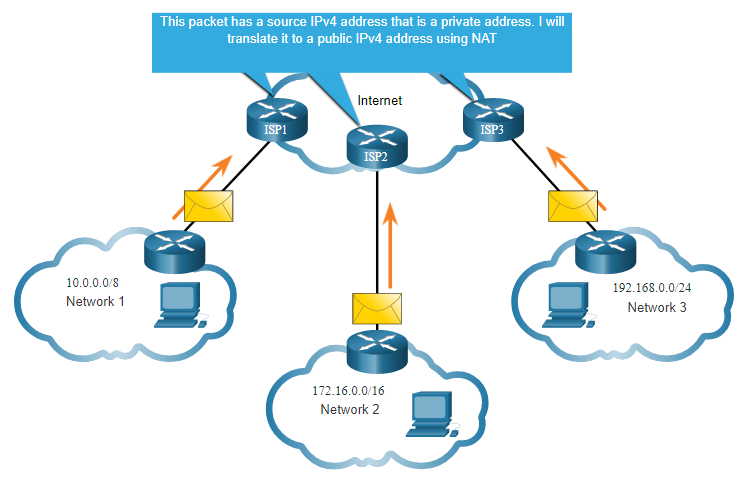 This packet has a source IPv4 address that is a private address. I will
translate it to a public IPv4 address using NAT
Internet
ISP1
ISP2
ISP3
10.0.0.0/8
Network 1
192.168.0.0/24
Network 3
172.16.0.0/16
Network 2